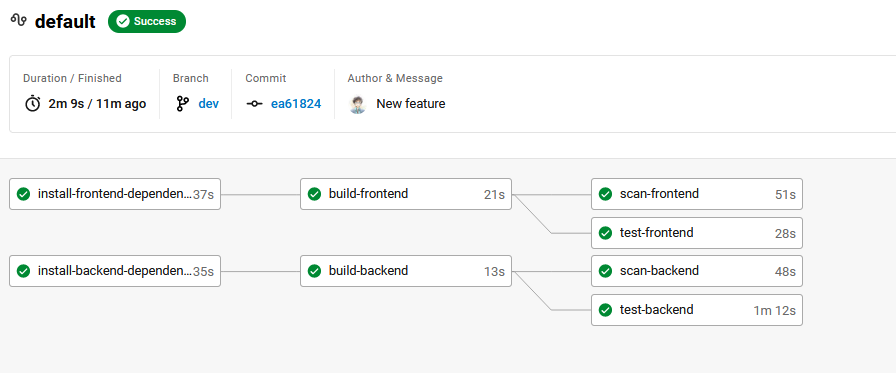 default Success
Duration / Finished Branch Commit Author & Message
2m 9s / 11m ago dev ea61824 New feature
install-frontend-dependen... 37s build-frontend 21s scan-frontend 51s
test-frontend 28s
install-backend-dependen... 35s build-backend 13s scan-backend 48s
test-backend 1m 12s